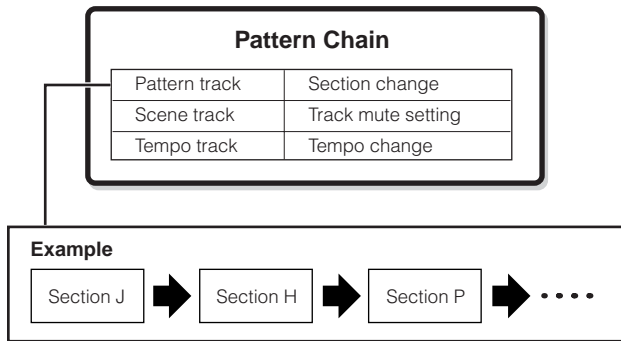 Pattern Chain
Pattern track Section change
Scene track Track mute setting
Tempo track Tempo change
Example
Section J Section H Section P